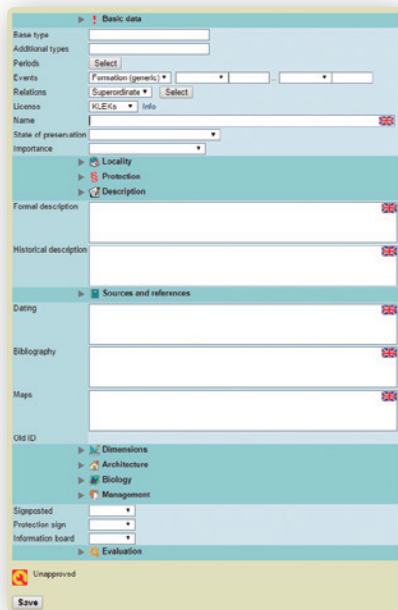 Basic data
Base type
Additional types
Periods Select
Events Formation (generic) ...
Relations Superordinate Select
License KLEKs Info
Name
State of preservation
Importance
Locality
Protection
Description
Formal description
Historical description
Sources and references
Dating
Bibliography
Maps
Old ID
Dimensions
Architecture
Biology
Management
Signposted
Protection sign
Information board
Evaluation
Unapproved
Save